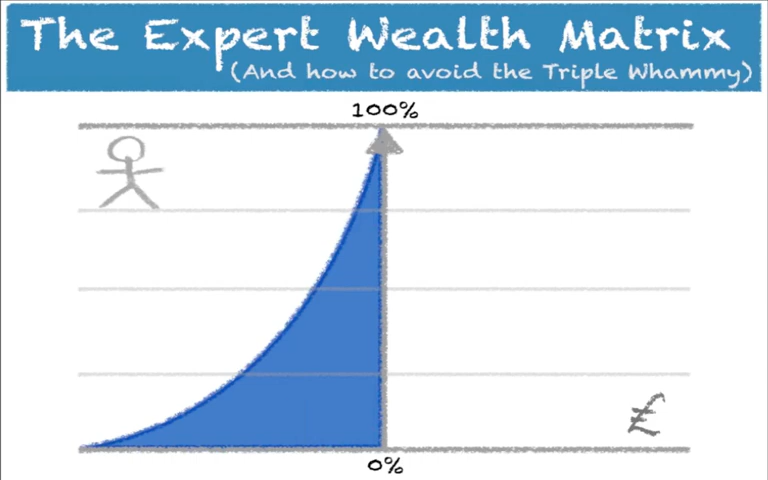 The Expert Wealth Matrix
(And how to avoid the Triple Whammy)
100%
£
0%